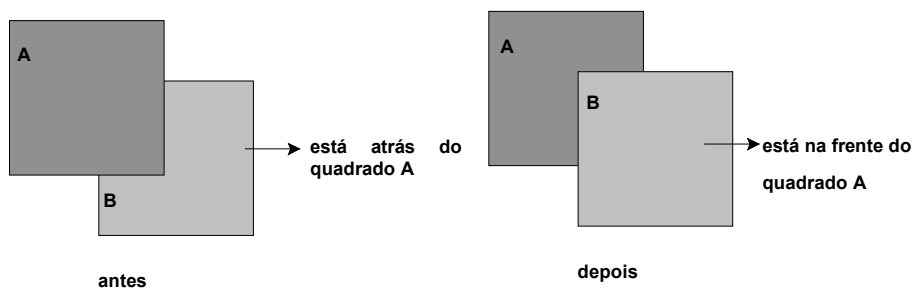 A
B
está atrás do
quadrado A
antes
A
B
está na frente do
quadrado A
depois